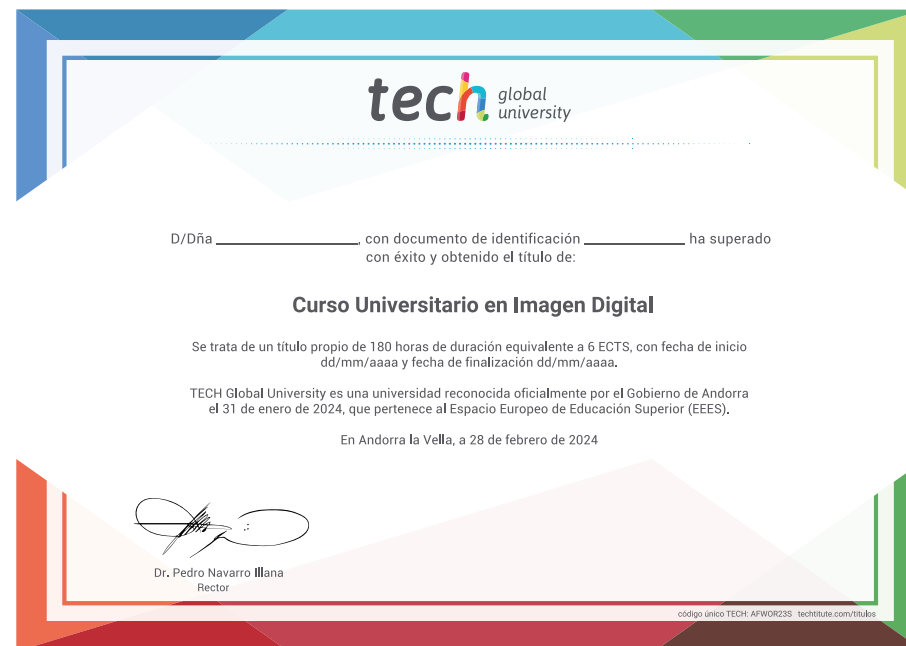 tech global university
D/Dña ____________________, con documento de identificación ______________ ha superado
con éxito y obtenido el título de:
Curso Universitario en Imagen Digital
Se trata de un título propio de 180 horas de duración equivalente a 6 ECTS, con fecha de inicio
dd/mm/aaaa y fecha de finalización dd/mm/aaaa.
TECH Global University es una universidad reconocida oficialmente por el Gobierno de Andorra
el 31 de enero de 2024, que pertenece al Espacio Europeo de Educación Superior (EEES).
En Andorra la Vella, a 28 de febrero de 2024
Dr. Pedro Navarro Illana
Rector
código único TECH: AFWOR23S techtitute.com/titulos